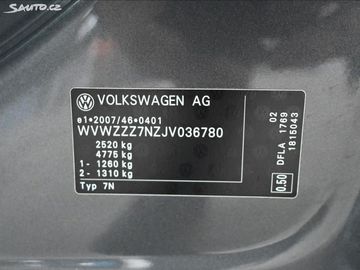 Sauto.cz
VOLKSWAGEN AG
e1*2007/46*0401
WVWZZZ7NZJV036780
2520 kg
4775 kg
1- 1260 kg
2- 1310 kg
Typ 7N
02
DFLA 1769
1815043
0.50